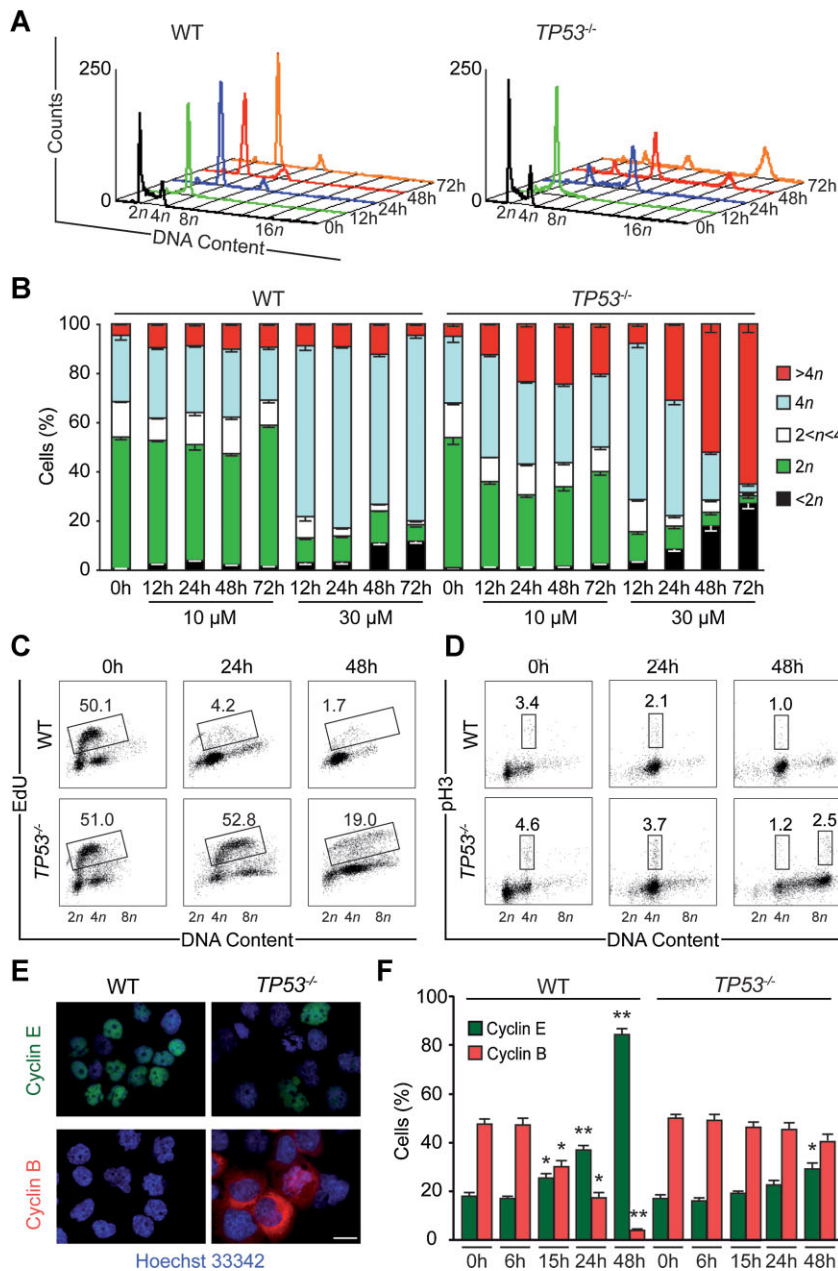 A
WT
TP53-/-
250
250
Counts
0
0
2n 4n 8n 16n 0h 12h 24h 48h 72h
2n 4n 8n 16n 0h 12h 24h 48h 72h
DNA Content
DNA Content
B
WT
TP53-/-
Cells (%)
100
80
60
40
20
0
>4n
4n
2<n<4
2n
<2n
0h 12h 24h 48h 72h 12h 24h 48h 72h 0h 12h 24h 48h 72h 12h 24h 48h 72h
10 µM 30 µM 10 µM 30 µM
C
0h 24h 48h
EdU
WT
50.1 4.2 1.7
TP53-/-
51.0 52.8 19.0
2n 4n 8n 2n 4n 8n 2n 4n 8n
DNA Content
D
0h 24h 48h
pH3
WT
3.4 2.1 1.0
TP53-/-
4.6 3.7 1.2 2.5
2n 4n 8n 2n 4n 8n 2n 4n 8n
DNA Content
E
WT TP53-/-
Cyclin E
Cyclin B
Hoechst 33342
F
WT TP53-/-
Cells (%)
100
80
60
40
20
0
Cyclin E
Cyclin B
* * ** * ** ** *
0h 6h 15h 24h 48h 0h 6h 15h 24h 48h